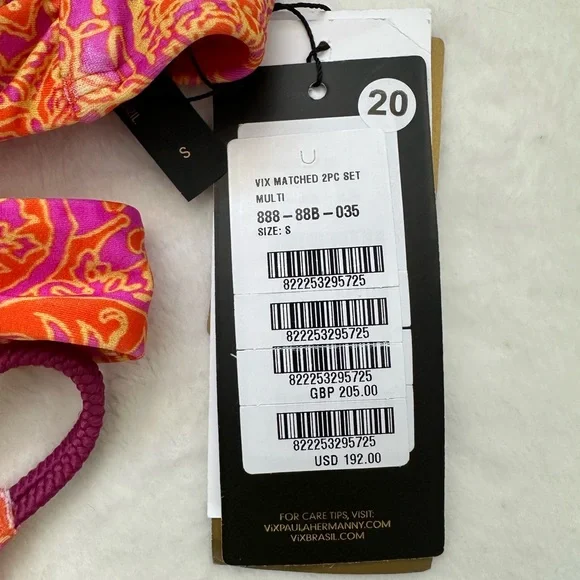 20
VIX MATCHED 2PC SET
MULTI
888-88B-035
SIZE: S
822253295725
822253295725
822253295725
GBP 205.00
822253295725
USD 192.00
S
FOR CARE TIPS, VISIT:
ViXPAULAHERMANNY.COM
ViXBRASIL.COM